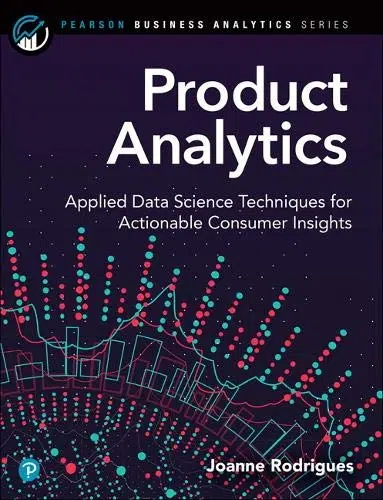 PEARSON BUSINESS ANALYTICS SERIES
Product
Analytics
Applied Data Science Techniques for
Actionable Consumer Insights
P
Joanne Rodrigues